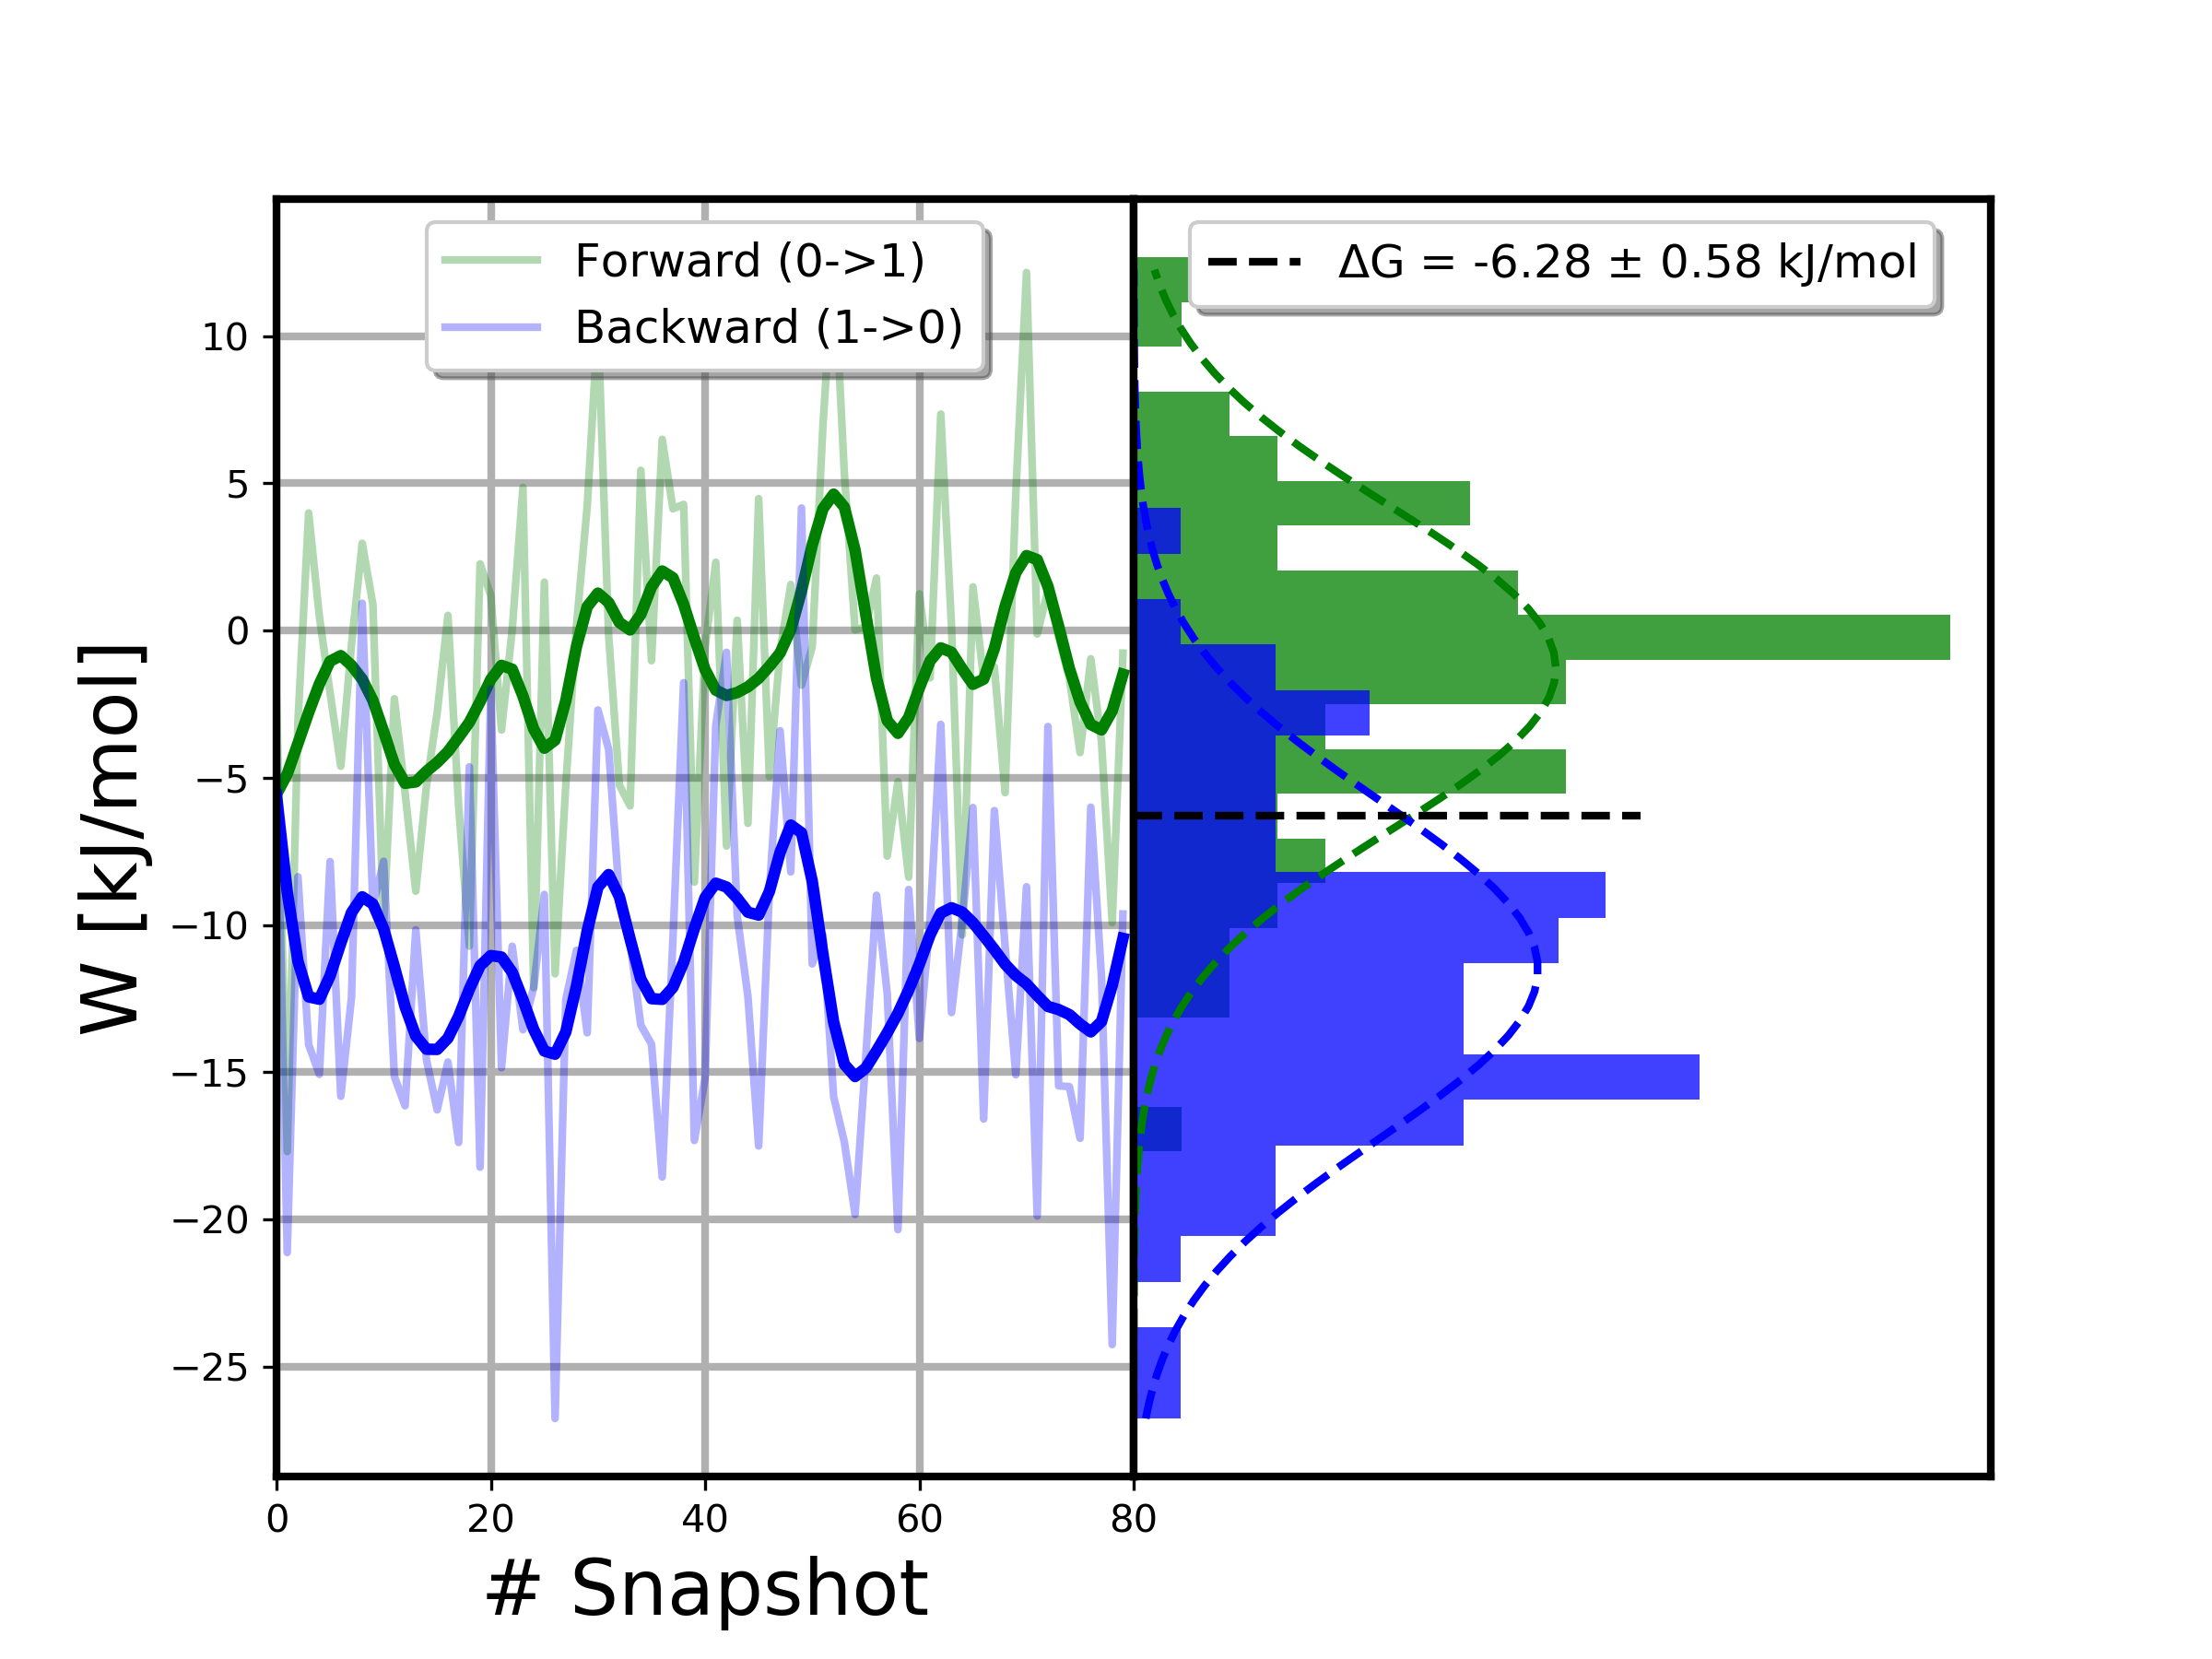 Forward (0->1)
Backward (1->0)
ΔG = -6.28 ± 0.58 kJ/mol
10
5
0
−5
−10
−15
−20
−25
W [kJ/mol]
0 20 40 60 80
# Snapshot